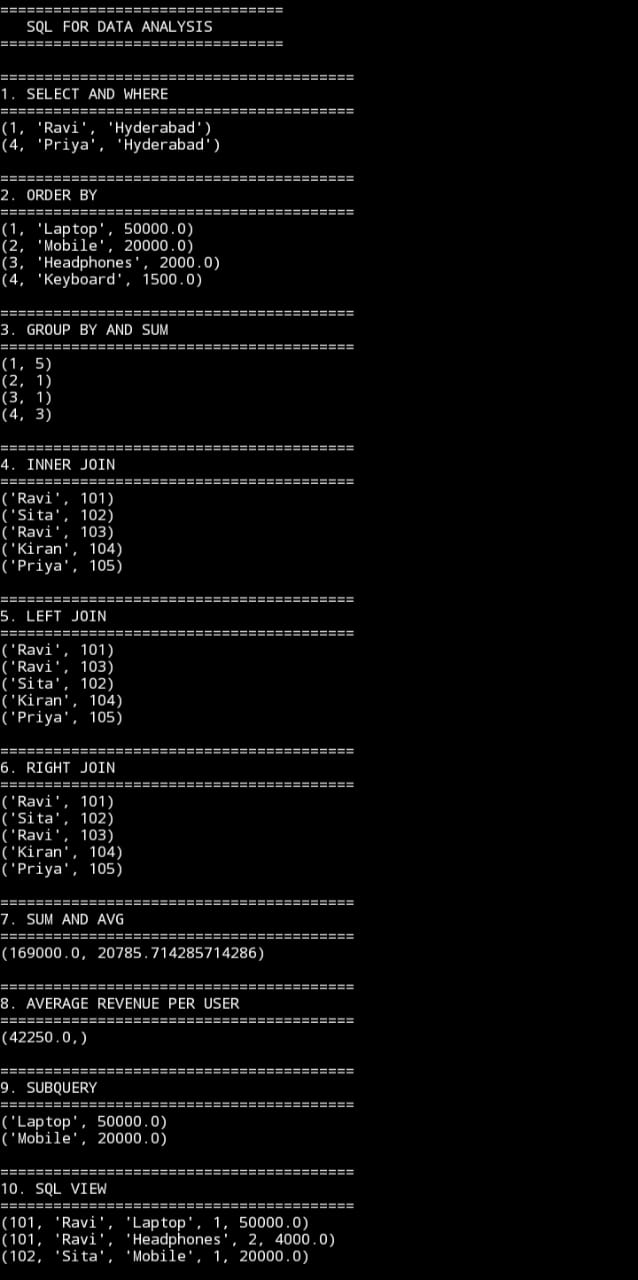 ================================
   SQL FOR DATA ANALYSIS
================================

========================================
1. SELECT AND WHERE
========================================
(1, 'Ravi', 'Hyderabad')
(4, 'Priya', 'Hyderabad')

========================================
2. ORDER BY
========================================
(1, 'Laptop', 50000.0)
(2, 'Mobile', 20000.0)
(3, 'Headphones', 2000.0)
(4, 'Keyboard', 1500.0)

========================================
3. GROUP BY AND SUM
========================================
(1, 5)
(2, 1)
(3, 1)
(4, 3)

========================================
4. INNER JOIN
========================================
('Ravi', 101)
('Sita', 102)
('Ravi', 103)
('Kiran', 104)
('Priya', 105)

========================================
5. LEFT JOIN
========================================
('Ravi', 101)
('Ravi', 103)
('Sita', 102)
('Kiran', 104)
('Priya', 105)

========================================
6. RIGHT JOIN
========================================
('Ravi', 101)
('Sita', 102)
('Ravi', 103)
('Kiran', 104)
('Priya', 105)

========================================
7. SUM AND AVG
========================================
(169000.0, 20785.714285714286)

========================================
8. AVERAGE REVENUE PER USER
========================================
(42250.0,)

========================================
9. SUBQUERY
========================================
('Laptop', 50000.0)
('Mobile', 20000.0)

========================================
10. SQL VIEW
========================================
(101, 'Ravi', 'Laptop', 1, 50000.0)
(101, 'Ravi', 'Headphones', 2, 4000.0)
(102, 'Sita', 'Mobile', 1, 20000.0)